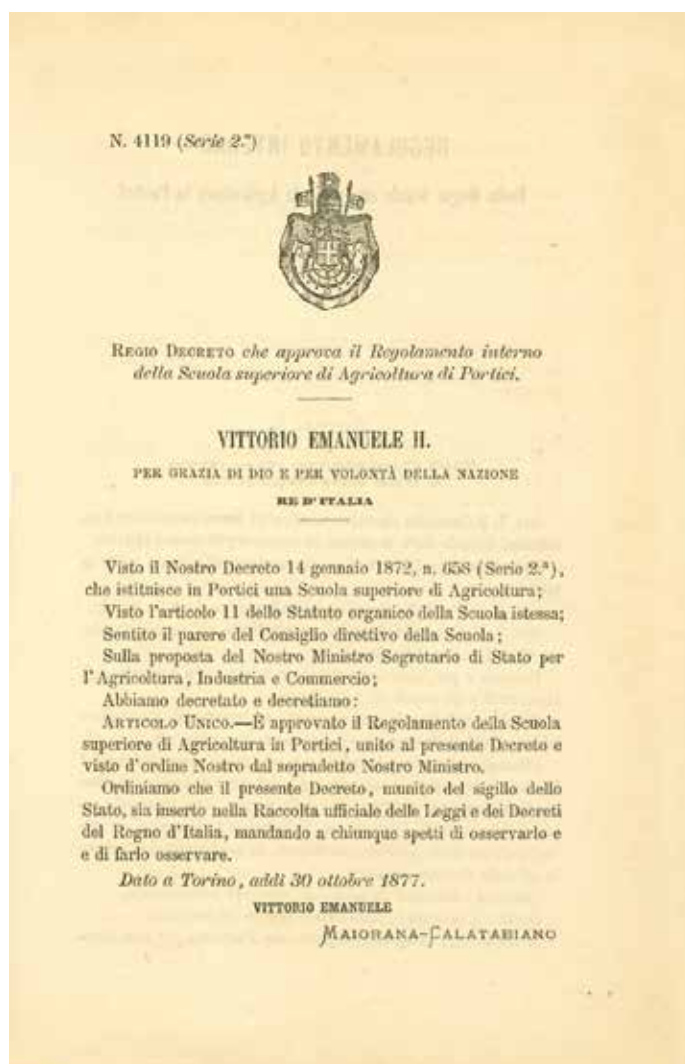 N. 4119 (Serie 2.ª)
REGIO DECRETO che approva il Regolamento interno
della Scuola superiore di Agricoltura di Portici.
VITTORIO EMANUELE II.
PER GRAZIA DI DIO E PER VOLONTÀ DELLA NAZIONE
RE D'ITALIA
Visto il Nostro Decreto 14 gennaio 1872, n. 658 (Serie 2.ª),
che istituisce in Portici una Scuola superiore di Agricoltura;
Visto l'articolo 11 dello Statuto organico della Scuola istessa;
Sentito il parere del Consiglio direttivo della Scuola;
Sulla proposta del Nostro Ministro Segretario di Stato per
l'Agricoltura, Industria e Commercio;
Abbiamo decretato e decretiamo:
ARTICOLO UNICO.—È approvato il Regolamento della Scuola
superiore di Agricoltura in Portici, unito al presente Decreto e
visto d'ordine Nostro dal sopradetto Nostro Ministro.
Ordiniamo che il presente Decreto, munito del sigillo dello
Stato, sia inserto nella Raccolta ufficiale delle Leggi e dei Decreti
del Regno d'Italia, mandando a chiunque spetti di osservarlo e
e di farlo osservare.
Dato a Torino, addì 30 ottobre 1877.
VITTORIO EMANUELE
MAIORANA-CALATABIANO